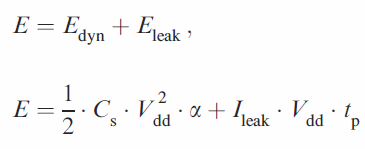 E = E_dyn + E_leak ,
E = 1/2 · C_s · V_dd^2 · α + I_leak · V_dd · t_p